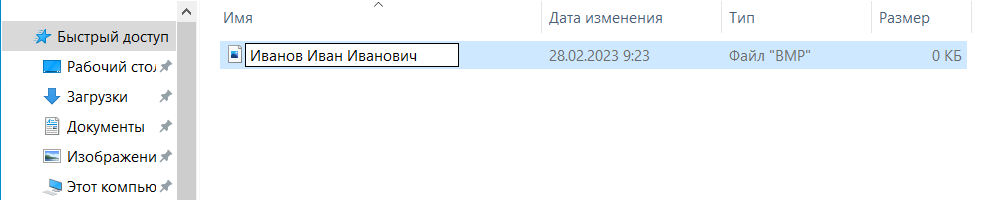 Имя Дата изменения Тип Размер
Быстрый доступ
Иванов Иван Иванович 28.02.2023 9:23 Файл "BMP" 0 КБ
Рабочий стол
Загрузки
Документы
Изображени
Этот компью